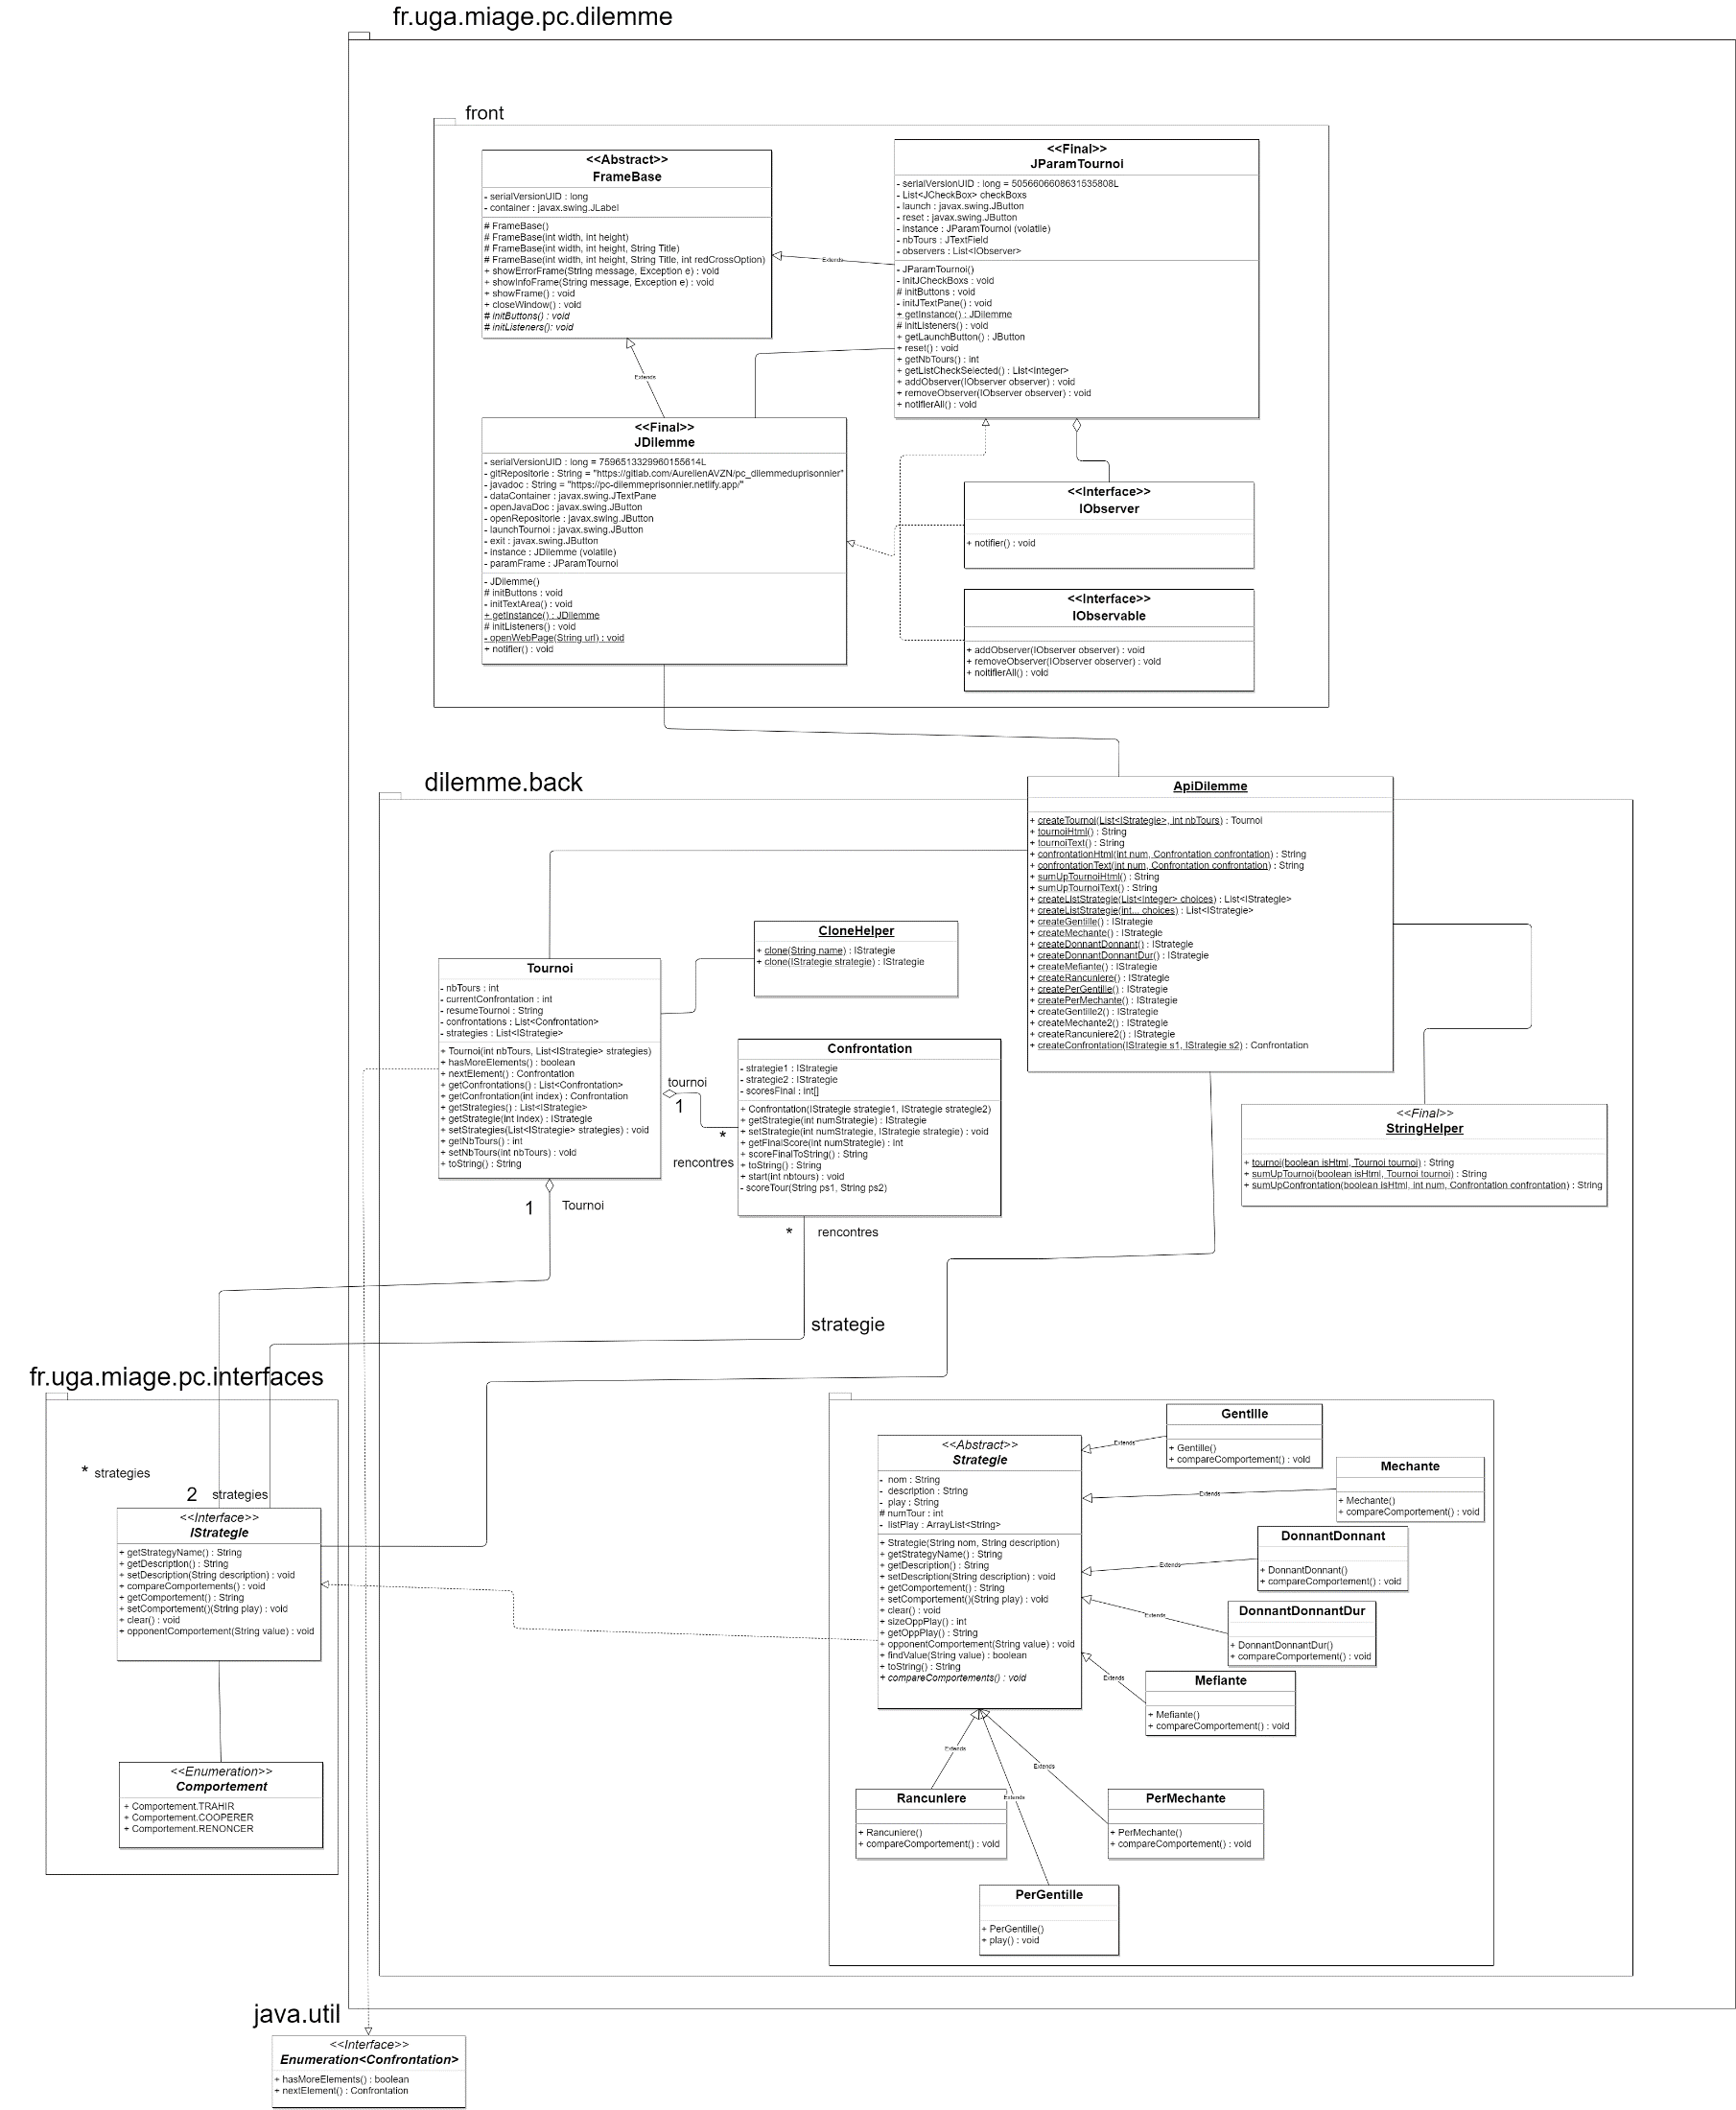 fr.uga.miage.pc.dilemme
front
<<Abstract>>
FrameBase
- serialVersionUID : long
- container : javax.swing.JLabel
# FrameBase()
# FrameBase(int width, int height)
# FrameBase(int width, int height, String Title)
# FrameBase(int width, int height, String Title, int redCrossOption)
+ showErrorFrame(String message, Exception e) : void
+ showInfoFrame(String message, Exception e) : void
+ showFrame() : void
+ closeWindow() : void
# initButtons() : void
# initListeners(): void
<<Final>>
JParamTournoi
- serialVersionUID : long = 5056606608631535808L
- List<JCheckBox> checkBoxs
- launch : javax.swing.JButton
- reset : javax.swing.JButton
- instance : JParamTournoi (volatile)
- nbTours : JTextField
- observers : List<IObserver>
- JParamTournoi()
- initJCheckBoxs : void
# initButtons : void
- initJTextPane() : void
+ getInstance() : JDilemme
# initListeners() : void
+ getLaunchButton() : JButton
+ reset() : void
+ getNbTours() : int
+ getListCheckSelected() : List<Integer>
+ addObserver(IObserver observer) : void
+ removeObserver(IObserver observer) : void
+ notifierAll() : void
Extends
Extends
<<Final>>
JDilemme
- serialVersionUID : long = 7596513329960155614L
- gitRepositorie : String = "https://gitlab.com/AurelienAVZN/pc_dilemmeduprisonnier"
- javadoc : String = "https://pc-dilemmeprisonnier.netlify.app/"
- dataContainer : javax.swing.JTextPane
- openJavaDoc : javax.swing.JButton
- openRepositorie : javax.swing.JButton
- launchTournoi : javax.swing.JButton
- exit : javax.swing.JButton
- instance : JDilemme (volatile)
- paramFrame : JParamTournoi
- JDilemme()
# initButtons : void
- initTextArea() : void
+ getInstance() : JDilemme
# initListeners() : void
- openWebPage(String url) : void
+ notifier() : void
<<Interface>>
IObserver
+ notifier() : void
<<Interface>>
IObservable
+ addObserver(IObserver observer) : void
+ removeObserver(IObserver observer) : void
+ noitifierAll() : void
dilemme.back
ApiDilemme
+ createTournoi(List<IStrategie>, int nbTours) : Tournoi
+ tournoiHtml() : String
+ tournoiText() : String
+ confrontationHtml(int num, Confrontation confrontation) : String
+ confrontationText(int num, Confrontation confrontation) : String
+ sumUpTournoiHtml() : String
+ sumUpTournoiText() : String
+ createListStrategie(List<Integer> choices) : List<IStrategie>
+ createListStrategie(int... choices) : List<IStrategie>
+ createGentille() : IStrategie
+ createMechante() : IStrategie
+ createDonnantDonnant() : IStrategie
+ createDonnantDonnantDur() : IStrategie
+ createMefiante() : IStrategie
+ createRancuniere() : IStrategie
+ createPerGentille() : IStrategie
+ createPerMechante() : IStrategie
+ createGentille2() : IStrategie
+ createMechante2() : IStrategie
+ createRancuniere2() : IStrategie
+ createConfrontation(IStrategie s1, IStrategie s2) : Confrontation
CloneHelper
+ clone(String name) : IStrategie
+ clone(IStrategie strategie) : IStrategie
Tournoi
- nbTours : int
- currentConfrontation : int
- resumeTournoi : String
- confrontations : List<Confrontation>
- strategies : List<IStrategie>
+ Tournoi(int nbTours, List<IStrategie> strategies)
+ hasMoreElements() : boolean
+ nextElement() : Confrontation
+ getConfrontations() : List<Confrontation>
+ getConfrontation(int index) : Confrontation
+ getStrategies() : List<IStrategie>
+ getStrategie(int index) : IStrategie
+ setStrategies(List<IStrategie> strategies) : void
+ getNbTours() : int
+ setNbTours(int nbTours) : void
+ toString() : String
tournoi
1
*
rencontres
Confrontation
- strategie1 : IStrategie
- strategie2 : IStrategie
- scoresFinal : int[]
+ Confrontation(IStrategie strategie1, IStrategie strategie2)
+ getStrategie(int numStrategie) : IStrategie
+ setStrategie(int numStrategie, IStrategie strategie) : void
+ getFinalScore(int numStrategie) : int
+ scoreFinalToString() : String
+ toString() : String
+ start(int nbtours) : void
- scoreTour(String ps1, String ps2)
<<Final>>
StringHelper
+ tournoi(boolean isHtml, Tournoi tournoi) : String
+ sumUpTournoi(boolean isHtml, Tournoi tournoi) : String
+ sumUpConfrontation(boolean isHtml, int num, Confrontation confrontation) : String
1 Tournoi
* rencontres
strategie
fr.uga.miage.pc.interfaces
* strategies
2 strategies
<<Interface>>
IStrategie
+ getStrategyName() : String
+ getDescription() : String
+ setDescription(String description) : void
+ compareComportements() : void
+ getComportement() : String
+ setComportement()(String play) : void
+ clear() : void
+ opponentComportement(String value) : void
<<Enumeration>>
Comportement
+ Comportement.TRAHIR
+ Comportement.COOPERER
+ Comportement.RENONCER
<<Abstract>>
Strategie
- nom : String
- description : String
- play : String
# numTour : int
- listPlay : ArrayList<String>
+ Strategie(String nom, String description)
+ getStrategyName() : String
+ getDescription() : String
+ setDescription(String description) : void
+ getComportement() : String
+ setComportement()(String play) : void
+ clear() : void
+ sizeOppPlay() : int
+ getOppPlay() : String
+ opponentComportement(String value) : void
+ findValue(String value) : boolean
+ toString() : String
+ compareComportements() : void
Extends
Gentille
+ Gentille()
+ compareComportement() : void
Extends
Mechante
+ Mechante()
+ compareComportement() : void
Extends
DonnantDonnant
+ DonnantDonnant()
+ compareComportement() : void
Extends
DonnantDonnantDur
+ DonnantDonnantDur()
+ compareComportement() : void
Extends
Mefiante
+ Mefiante()
+ compareComportement() : void
Extends
Extends
Extends
Rancuniere
+ Rancuniere()
+ compareComportement() : void
PerMechante
+ PerMechante()
+ compareComportement() : void
PerGentille
+ PerGentille()
+ play() : void
java.util
<<Interface>>
Enumeration<Confrontation>
+ hasMoreElements() : boolean
+ nextElement() : Confrontation